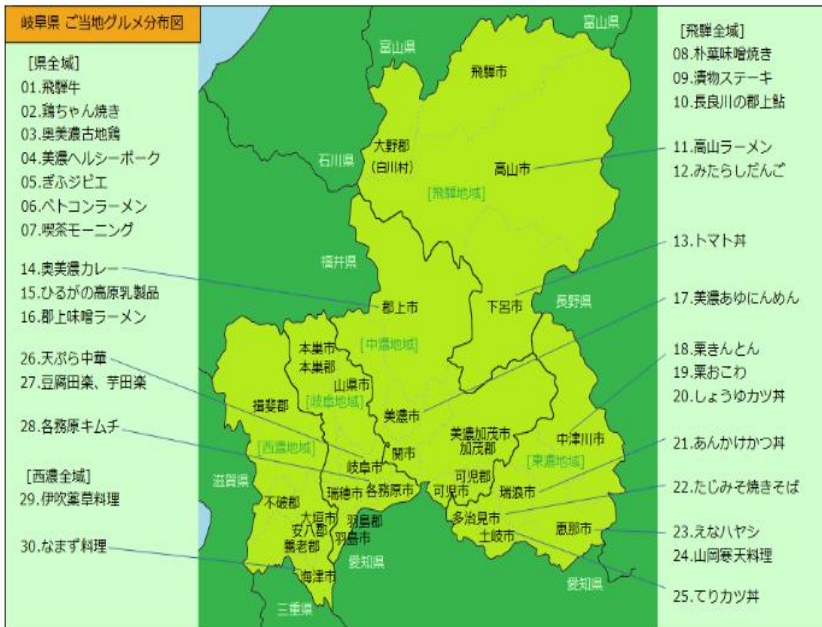 岐阜県 ご当地グルメ分布図
[県全域]
01.飛騨牛
02.鶏ちゃん焼き
03.奥美濃古地鶏
04.美濃ヘルシーポーク
05.ぎふジビエ
06.ベトコンラーメン
07.喫茶モーニング
14.奥美濃カレー
15.ひるがの高原乳製品
16.郡上味噌ラーメン
26.天ぷら中華
27.豆腐田楽、芋田楽
28.各務原キムチ
[西濃全域]
29.伊吹薬草料理
30.なまず料理
富山県
富山県
飛騨市
石川県
大野郡
(白川村)
高山市
[飛騨地域]
福井県
郡上市
下呂市
長野県
[中濃地域]
本巣市
本巣郡
山県市
揖斐郡
[岐阜地域]
美濃市
美濃加茂市
加茂郡
中津川市
[西濃地域]
関市
[東濃地域]
滋賀県
岐阜市
可児郡
瑞穂市
各務原市
可児市
瑞浪市
不破郡
大垣市
安八郡
養老郡
羽島郡
羽島市
多治見市
土岐市
恵那市
愛知県
愛知県
海津市
三重県
[飛騨全域]
08.朴葉味噌焼き
09.漬物ステーキ
10.長良川の郡上鮎
11.高山ラーメン
12.みたらしだんご
13.トマト丼
17.美濃あゆにんめん
18.栗きんとん
19.栗おこわ
20.しょうゆカツ丼
21.あんかけかつ丼
22.たじみそ焼きそば
23.えなハヤシ
24.山岡寒天料理
25.てりカツ丼